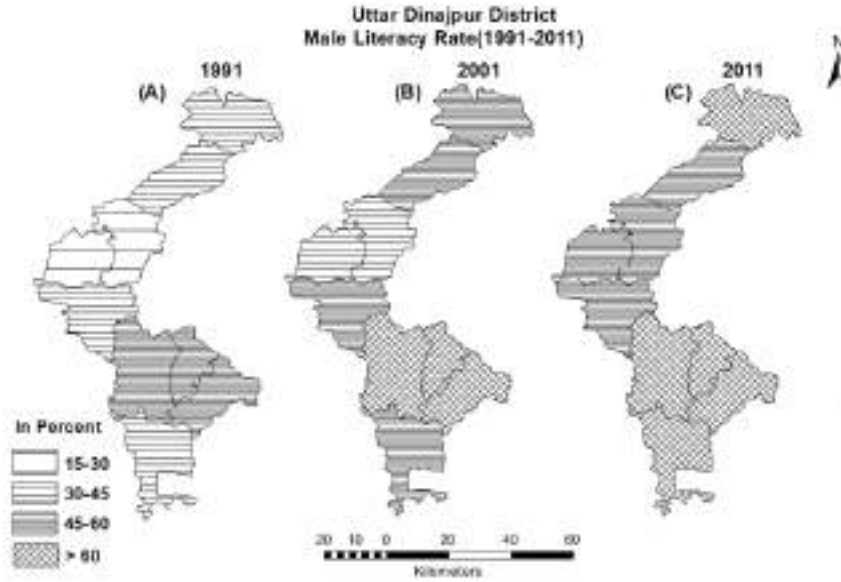 Uttar Dinajpur District
Male Literacy Rate(1991-2011)
1991
2001
2011
N
(A)
(B)
(C)
In Percent
15-30
30-45
45-60
> 60
20 0 20 40 60
Kilometers